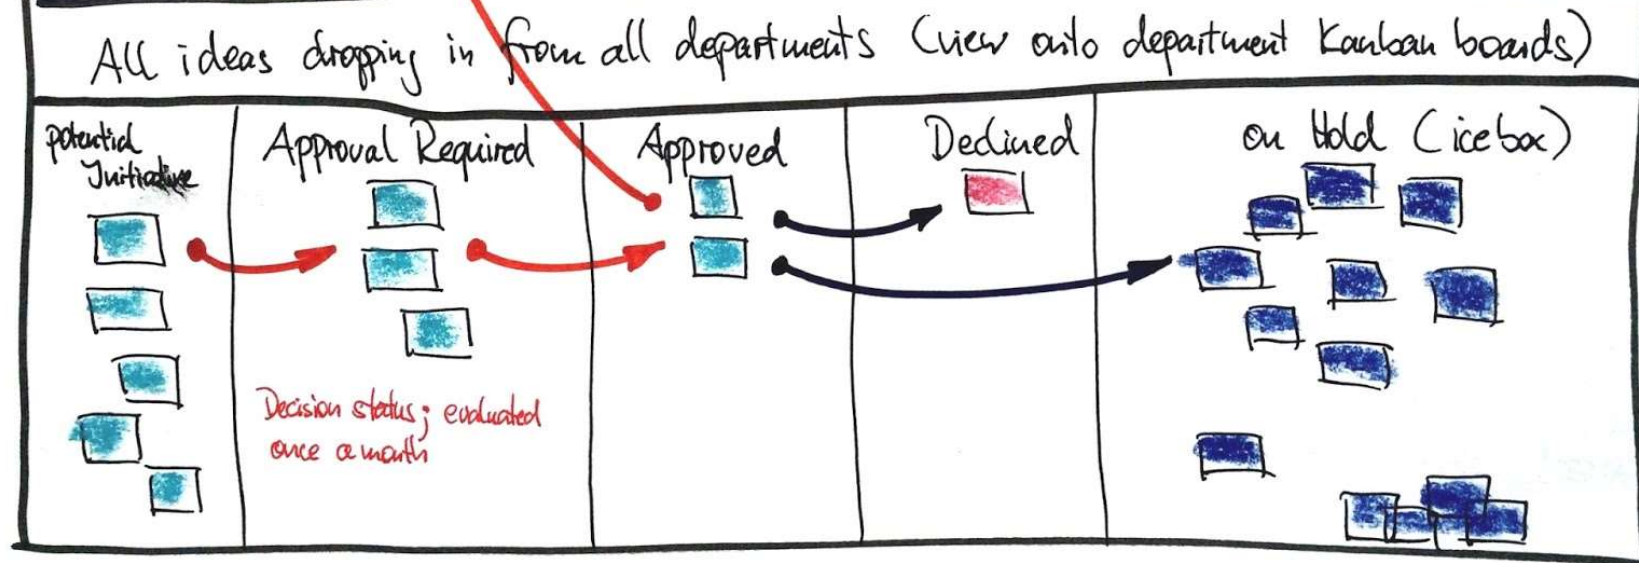 All ideas dropping in from all departments (view onto department Kanban boards)
potential
Initiative
Approval Required
Approved
Declined
on Hold (icebox)
Decision status; evaluated
once a month